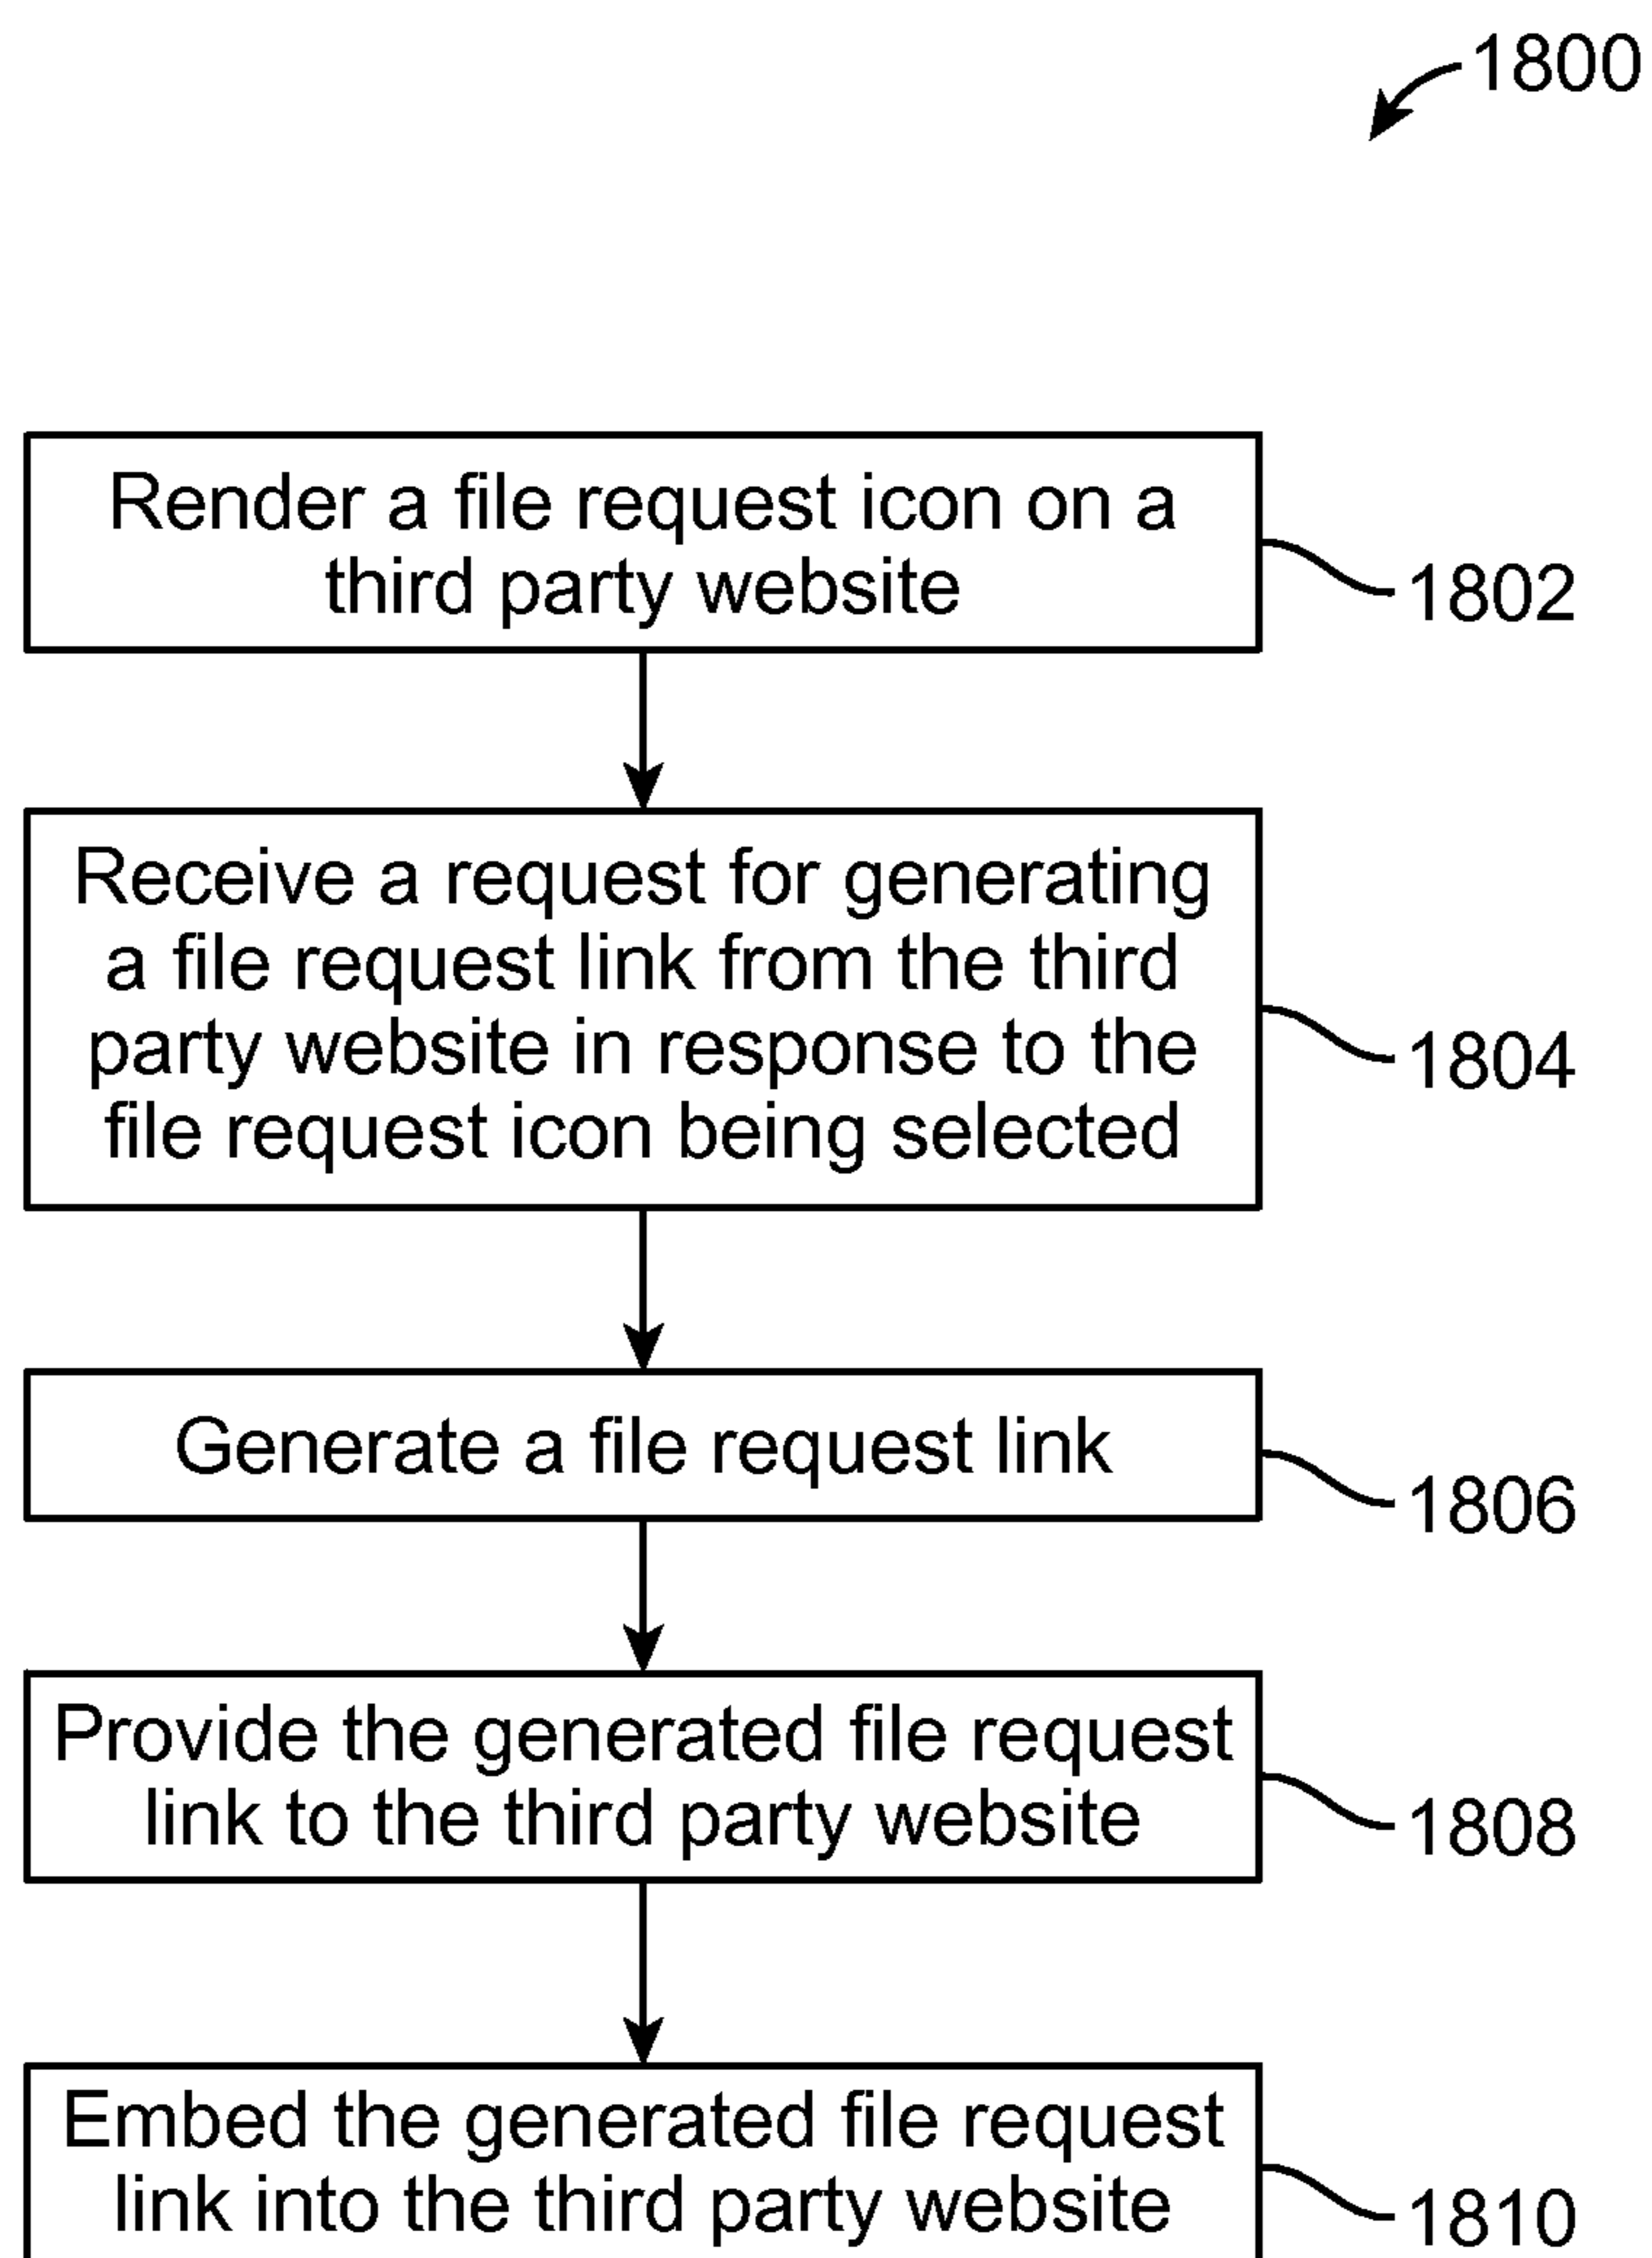 1800
Render a file request icon on a
third party website
1802
Receive a request for generating
a file request link from the third
party website in response to the
file request icon being selected
1804
Generate a file request link
1806
Provide the generated file request
link to the third party website
1808
Embed the generated file request
link into the third party website
1810